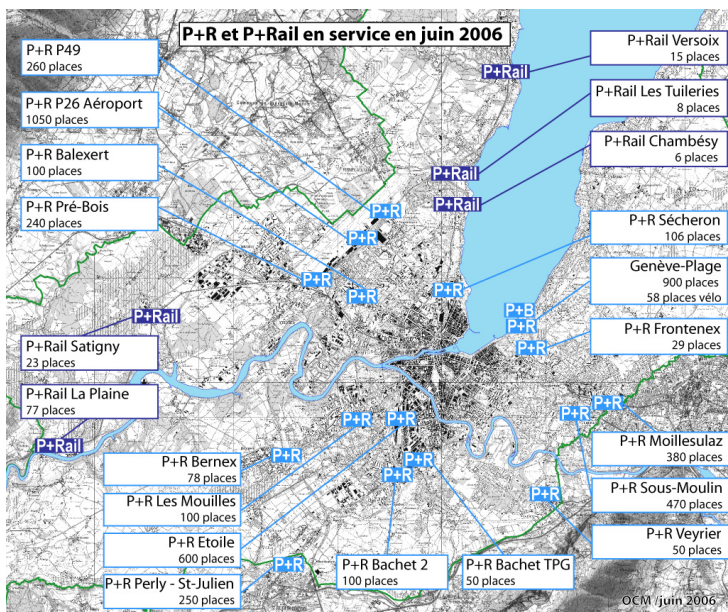 P+R et P+Rail en service en juin 2006
P+R P49
260 places
P+R P26 Aéroport
1050 places
P+R Balexert
100 places
P+R Pré-Bois
240 places
P+Rail Versoix
15 places
P+Rail Les Tuileries
8 places
P+Rail Chambésy
6 places
P+R Sécheron
106 places
Genève-Plage
900 places
58 places vélo
P+R Frontenex
29 places
P+Rail
P+Rail
P+Rail
P+R
P+R
P+R
P+R
P+R
P+B
P+R
P+R
P+Rail
P+Rail Satigny
23 places
P+Rail La Plaine
77 places
P+Rail
P+R
P+R
P+R
P+R
P+R
P+R
P+R
P+R
P+R
P+R
P+R Bernex
78 places
P+R Les Mouilles
100 places
P+R Etoile
600 places
P+R Perly - St-Julien
250 places
P+R Bachet 2
100 places
P+R Bachet TPG
50 places
P+R Moillesulaz
380 places
P+R Sous-Moulin
470 places
P+R Veyrier
50 places
OCM /juin 2006